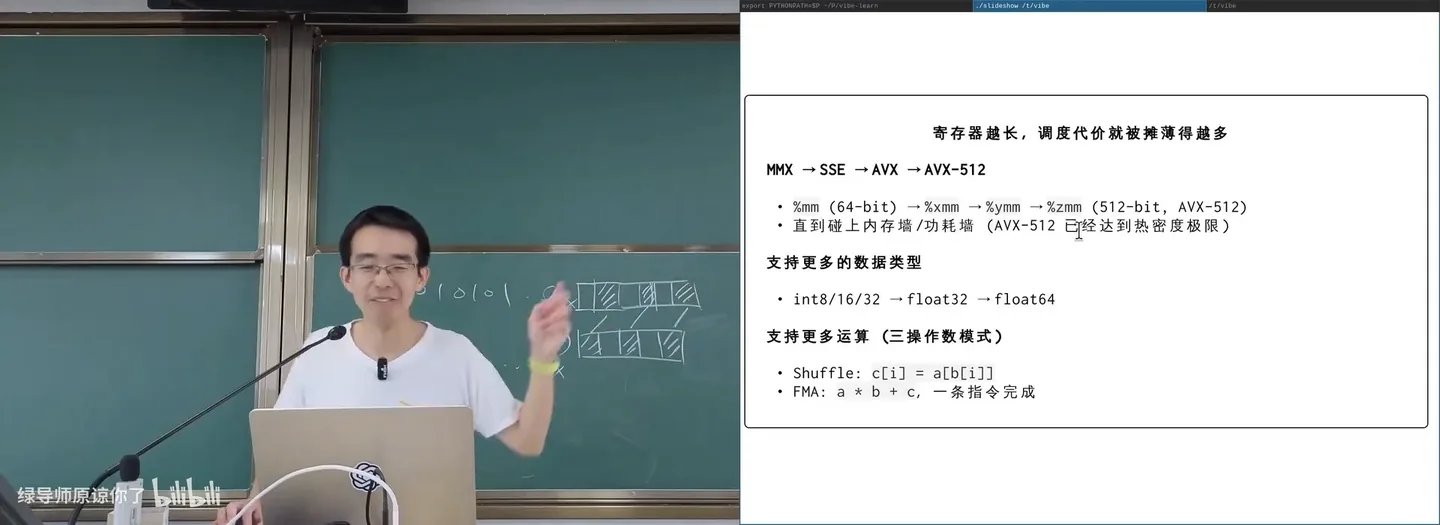 export PYTHONPATH=$P ~/P/vibe-learn
./slideshow /t/vibe
/t/vibe
寄存器越长，调度代价就被摊薄得越多
MMX →SSE →AVX →AVX-512
• %mm (64-bit) →%xmm →%ymm →%zmm (512-bit, AVX-512)
• 直到碰上内存墙/功耗墙 (AVX-512 已经达到热密度极限)
支持更多的数据类型
• int8/16/32 →float32 →float64
支持更多运算 (三操作数模式)
• Shuffle: c[i] = a[b[i]]
• FMA: a * b + c, 一条指令完成
绿导师原谅你了 bilibili